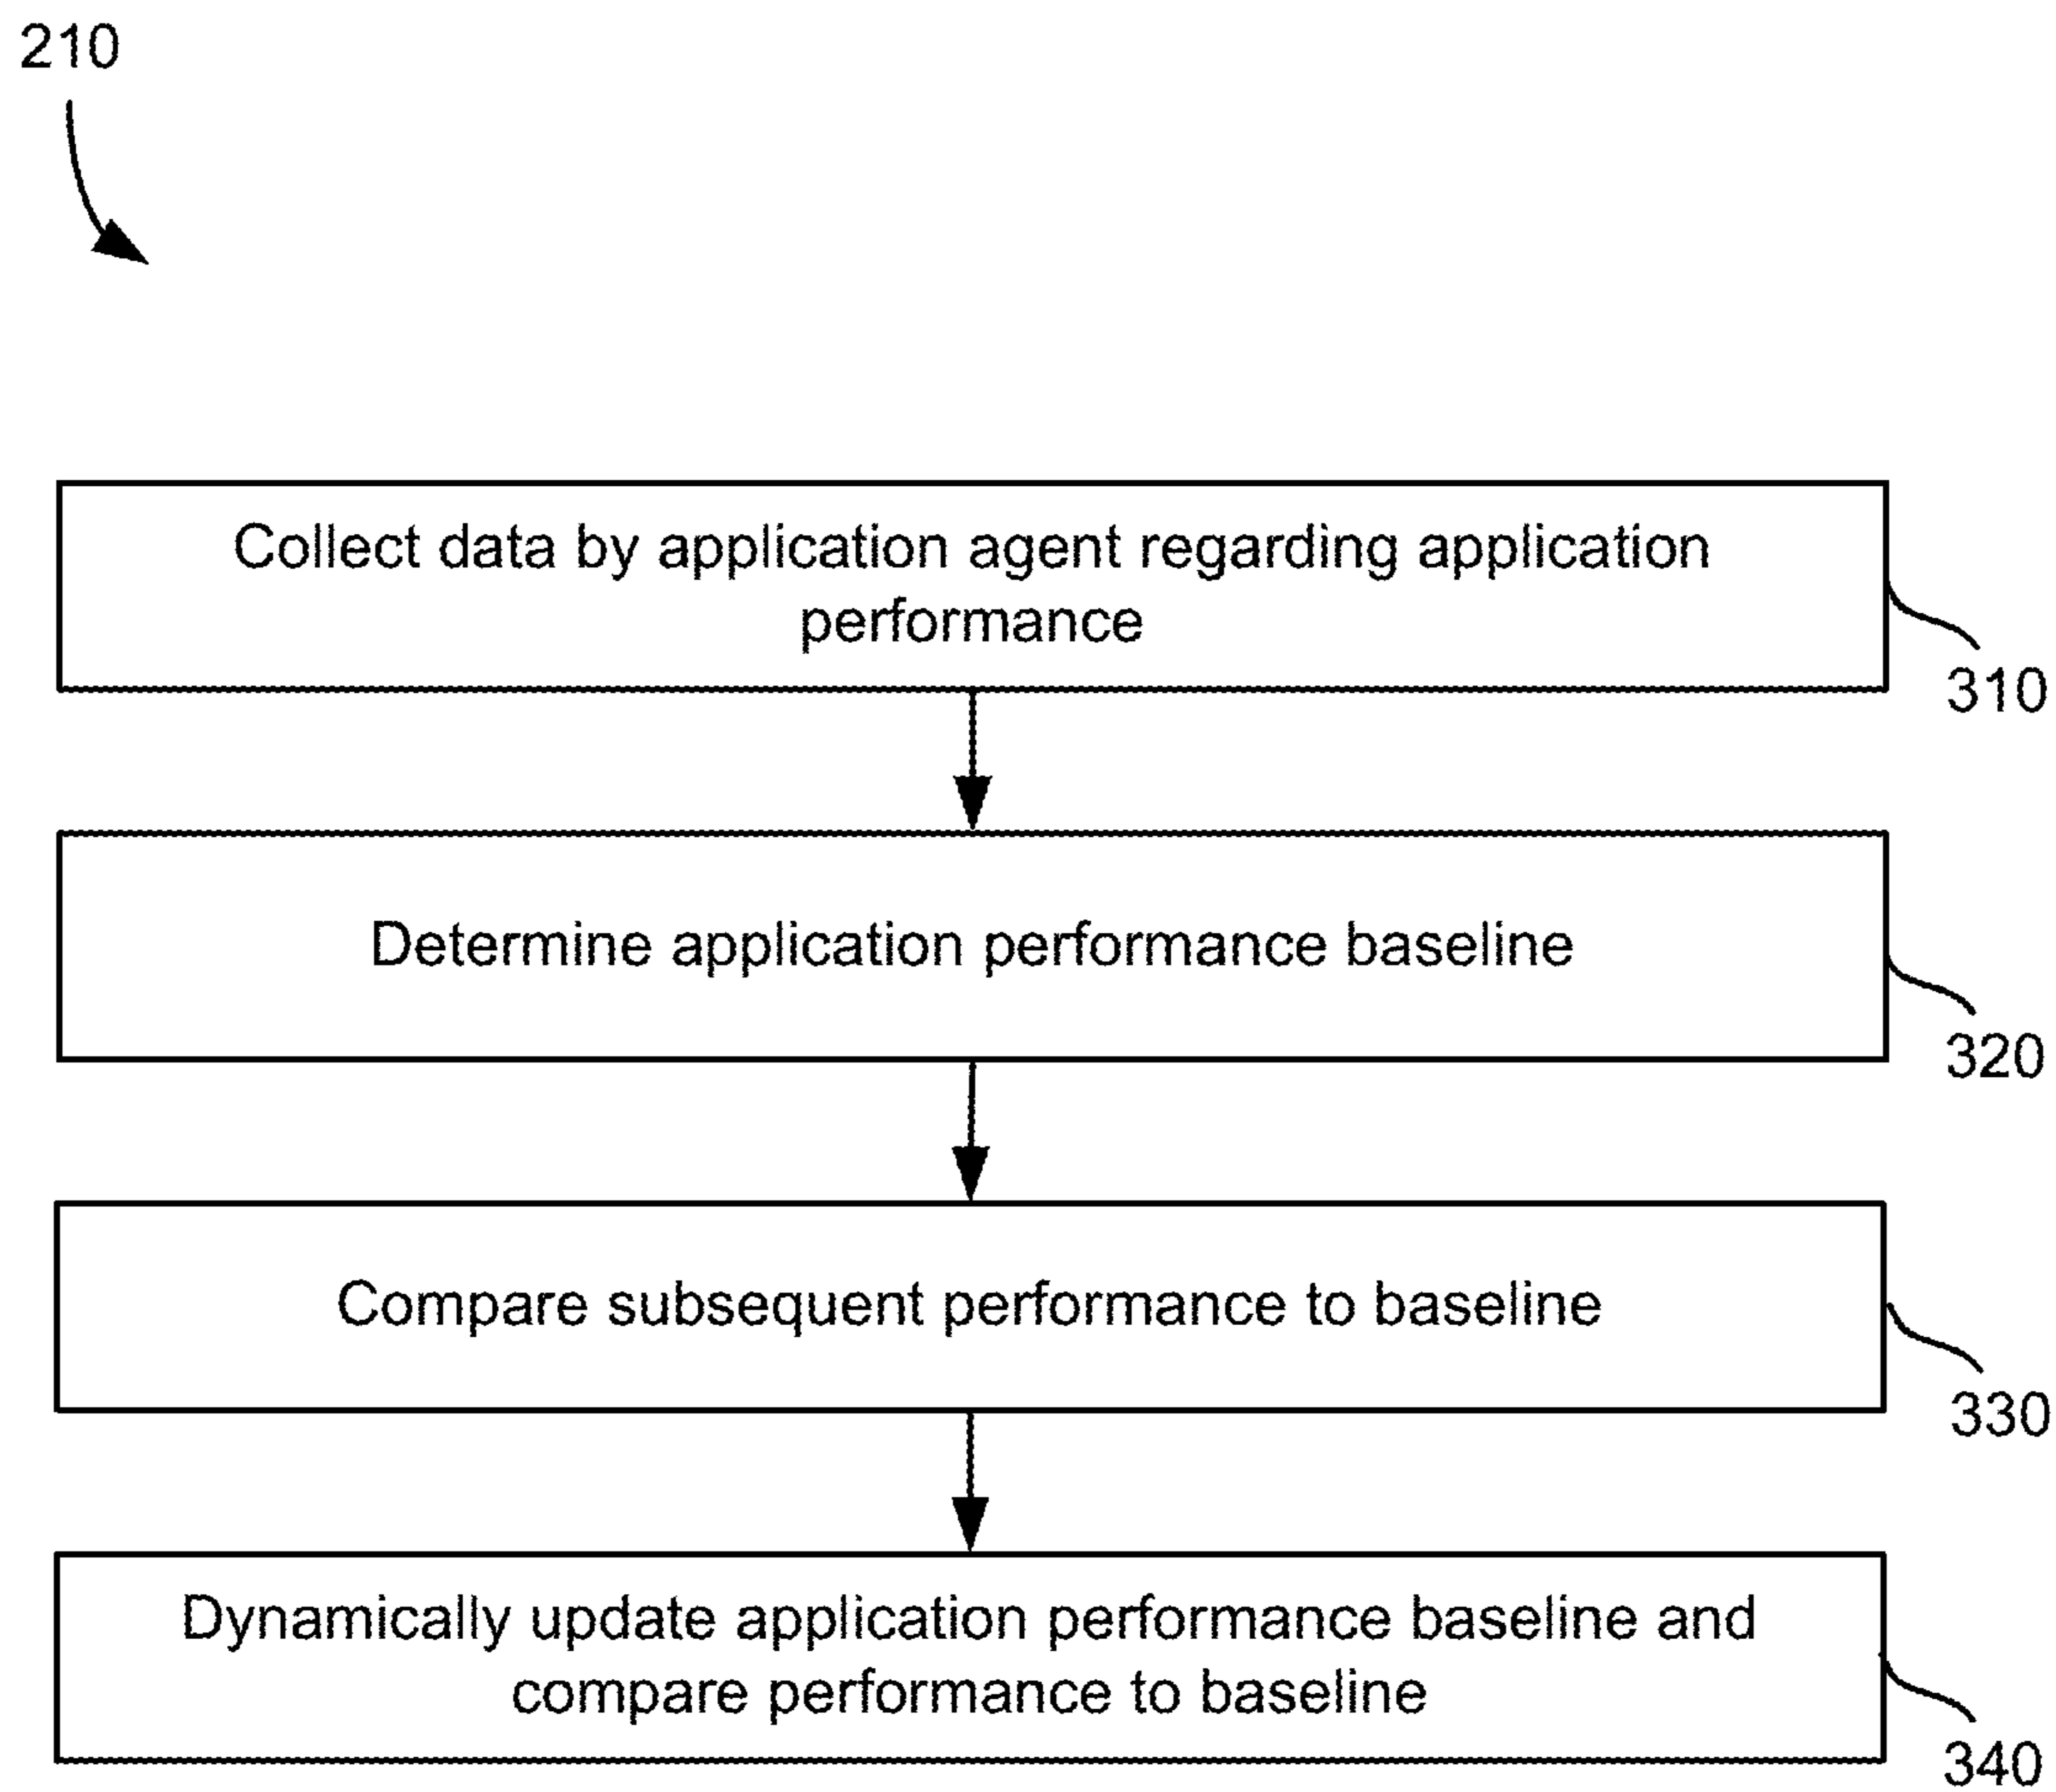 210
Collect data by application agent regarding application
performance
310
Determine application performance baseline
320
Compare subsequent performance to baseline
330
Dynamically update application performance baseline and
compare performance to baseline
340